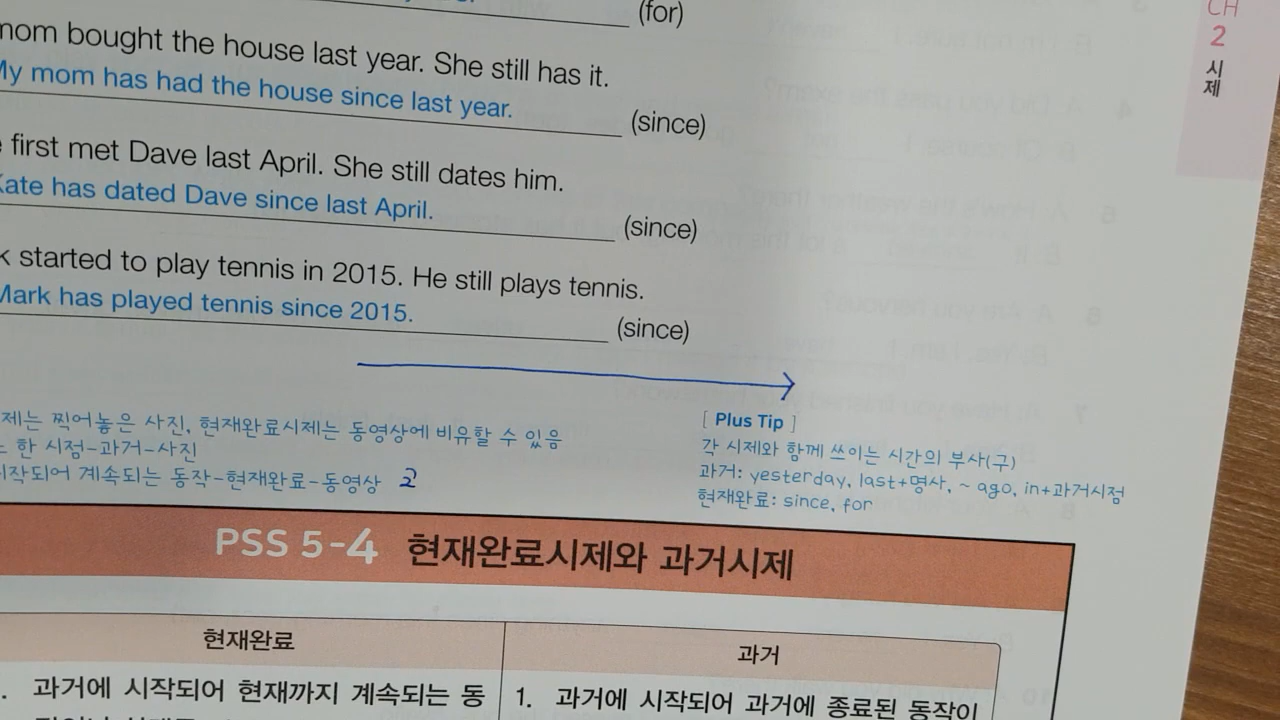 (for)
mom bought the house last year. She still has it.
My mom has had the house since last year.
(since)
first met Dave last April. She still dates him.
Kate has dated Dave since last April.
(since)
k started to play tennis in 2015. He still plays tennis.
Mark has played tennis since 2015.
(since)
제는 찍어놓은 사진, 현재완료시제는 동영상에 비유할 수 있음
한 시점-과거-사진
시작되어 계속되는 동작-현재완료-동영상
[ Plus Tip ]
각 시제와 함께 쓰이는 시간의 부사(구)
과거: yesterday, last+명사, ~ ago, in+과거시점
현재완료: since, for
PSS 5-4 현재완료시제와 과거시제
현재완료
과거
. 과거에 시작되어 현재까지 계속되는 동
1. 과거에 시작되어 과거에 종료된 동작이
CH
2
시제